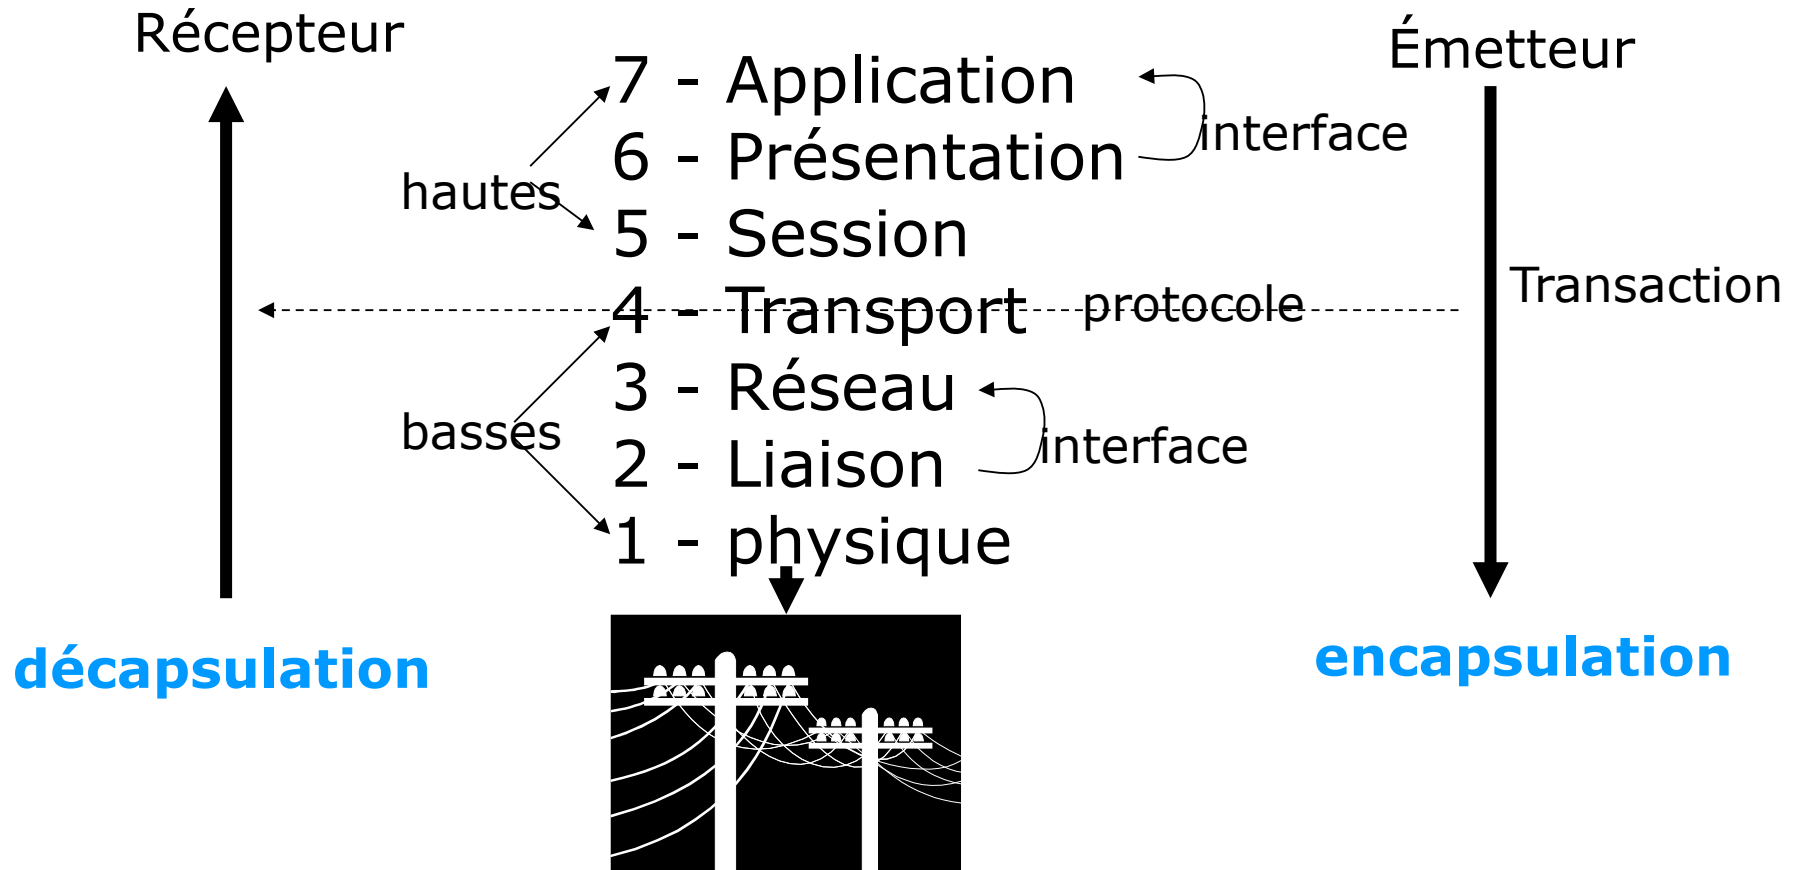 Récepteur
Émetteur
7 - Application
interface
6 - Présentation
hautes
5 - Session
Transaction
4 - Transport
protocole
3 - Réseau
basses
interface
2 - Liaison
1 - physique
décapsulation
encapsulation